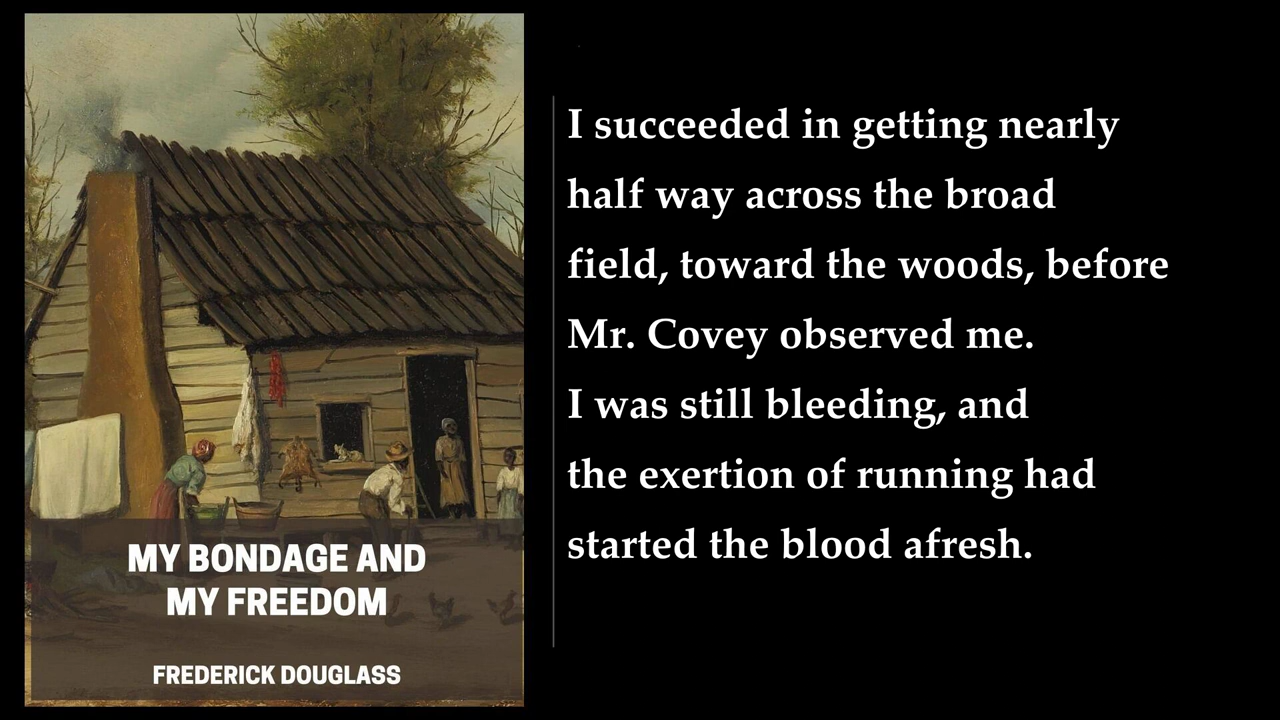 MY BONDAGE AND
MY FREEDOM
FREDERICK DOUGLASS
I succeeded in getting nearly
half way across the broad
field, toward the woods, before
Mr. Covey observed me.
I was still bleeding, and
the exertion of running had
started the blood afresh.